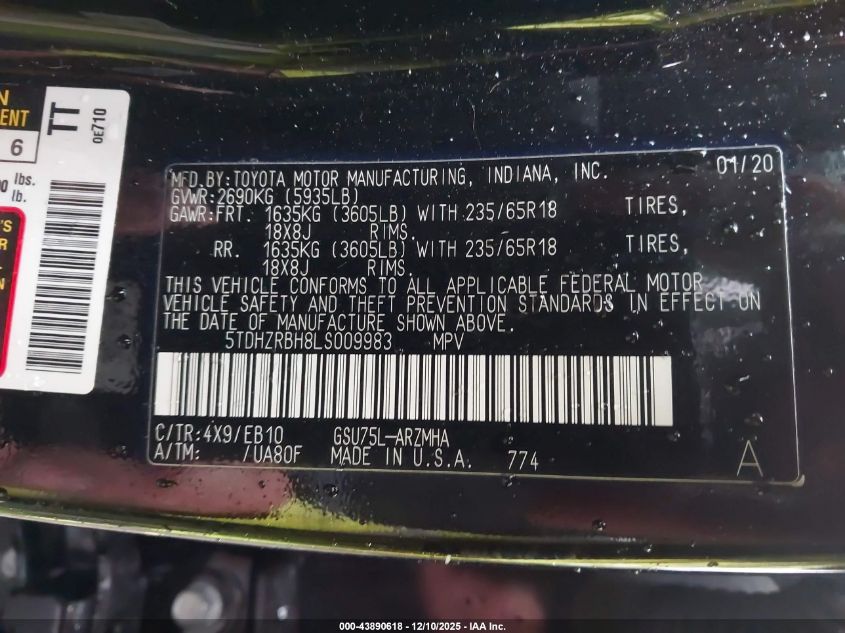 N
ENT
TT
0E710
6
00 lbs.
lb.
'S
R
MFD.BY:TOYOTA MOTOR MANUFACTURING, INDIANA, INC. 01/20
GVWR:2690KG (5935LB)
GAWR:FRT. 1635KG (3605LB) WITH 235/65R18 TIRES,
18X8J RIMS.
RR. 1635KG (3605LB) WITH 235/65R18 TIRES,
18X8J RIMS.
THIS VEHICLE CONFORMS TO ALL APPLICABLE FEDERAL MOTOR
VEHICLE SAFETY AND THEFT PREVENTION STANDARDS IN EFFECT ON
THE DATE OF MANUFACTURE SHOWN ABOVE.
5TDHZRBH8LS009983 MPV
C/TR:4X9/EB10 GSU75L-ARZMHA
A/TM: /UA80F MADE IN U.S.A. 774 A
000-43890618 - 12/10/2025 - IAA Inc.